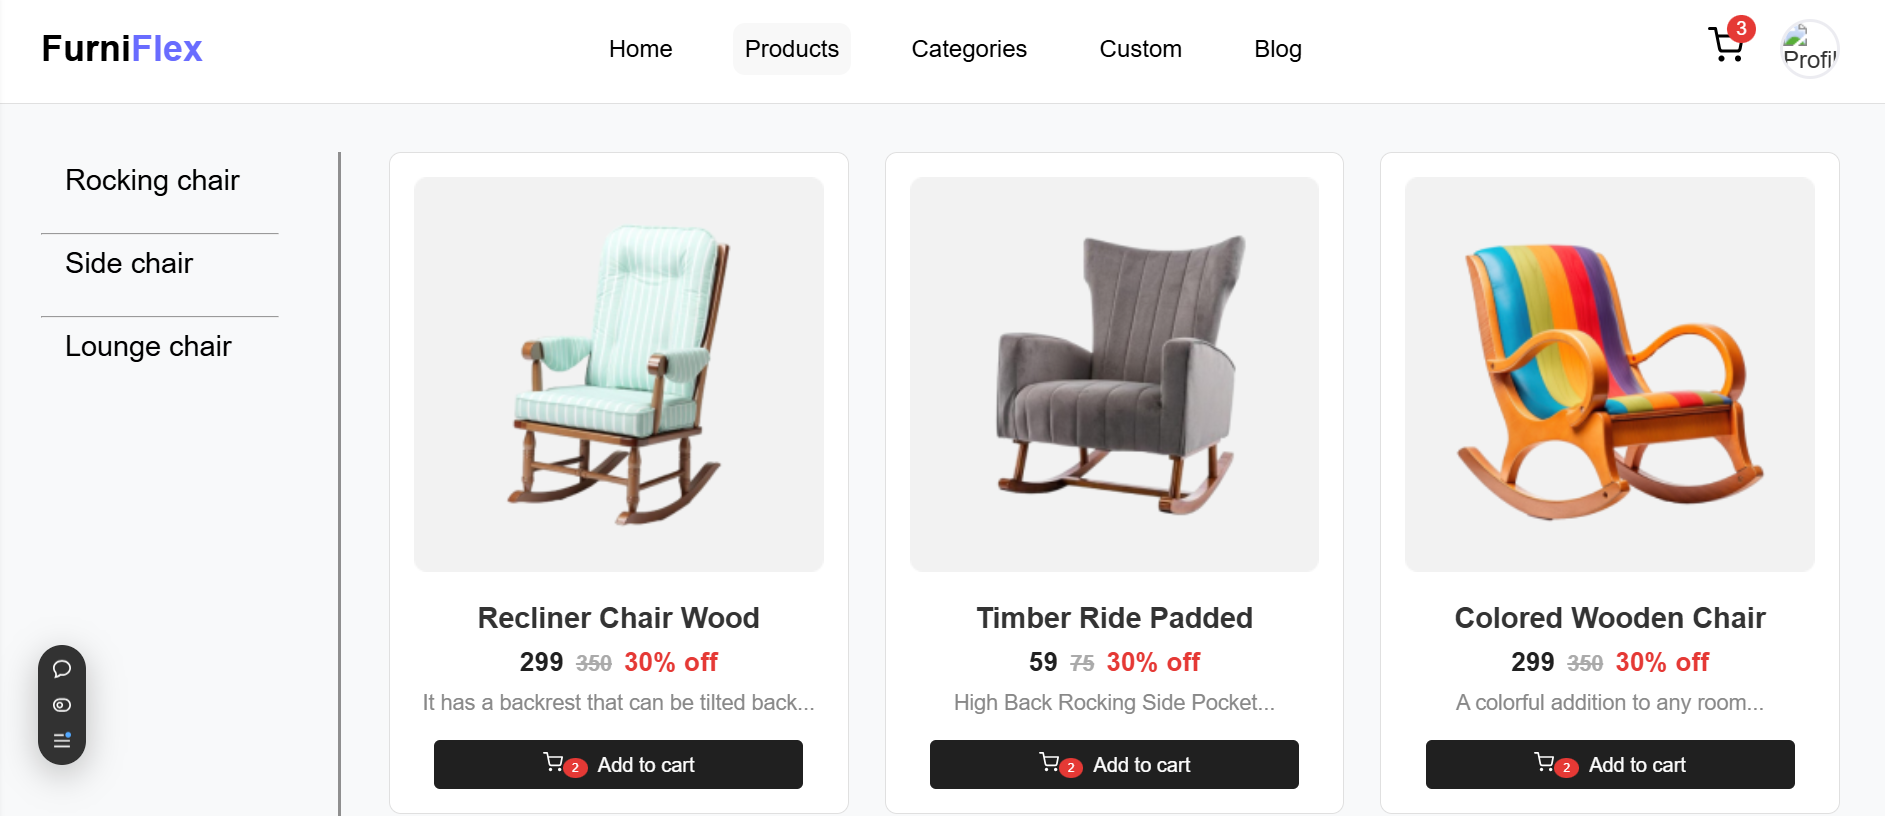 FurniFlex
Home
Products
Categories
Custom
Blog
3
Profil
Rocking chair
Side chair
Lounge chair
Recliner Chair Wood
299 350 30% off
It has a backrest that can be tilted back...
2 Add to cart
Timber Ride Padded
59 75 30% off
High Back Rocking Side Pocket...
2 Add to cart
Colored Wooden Chair
299 350 30% off
A colorful addition to any room...
2 Add to cart